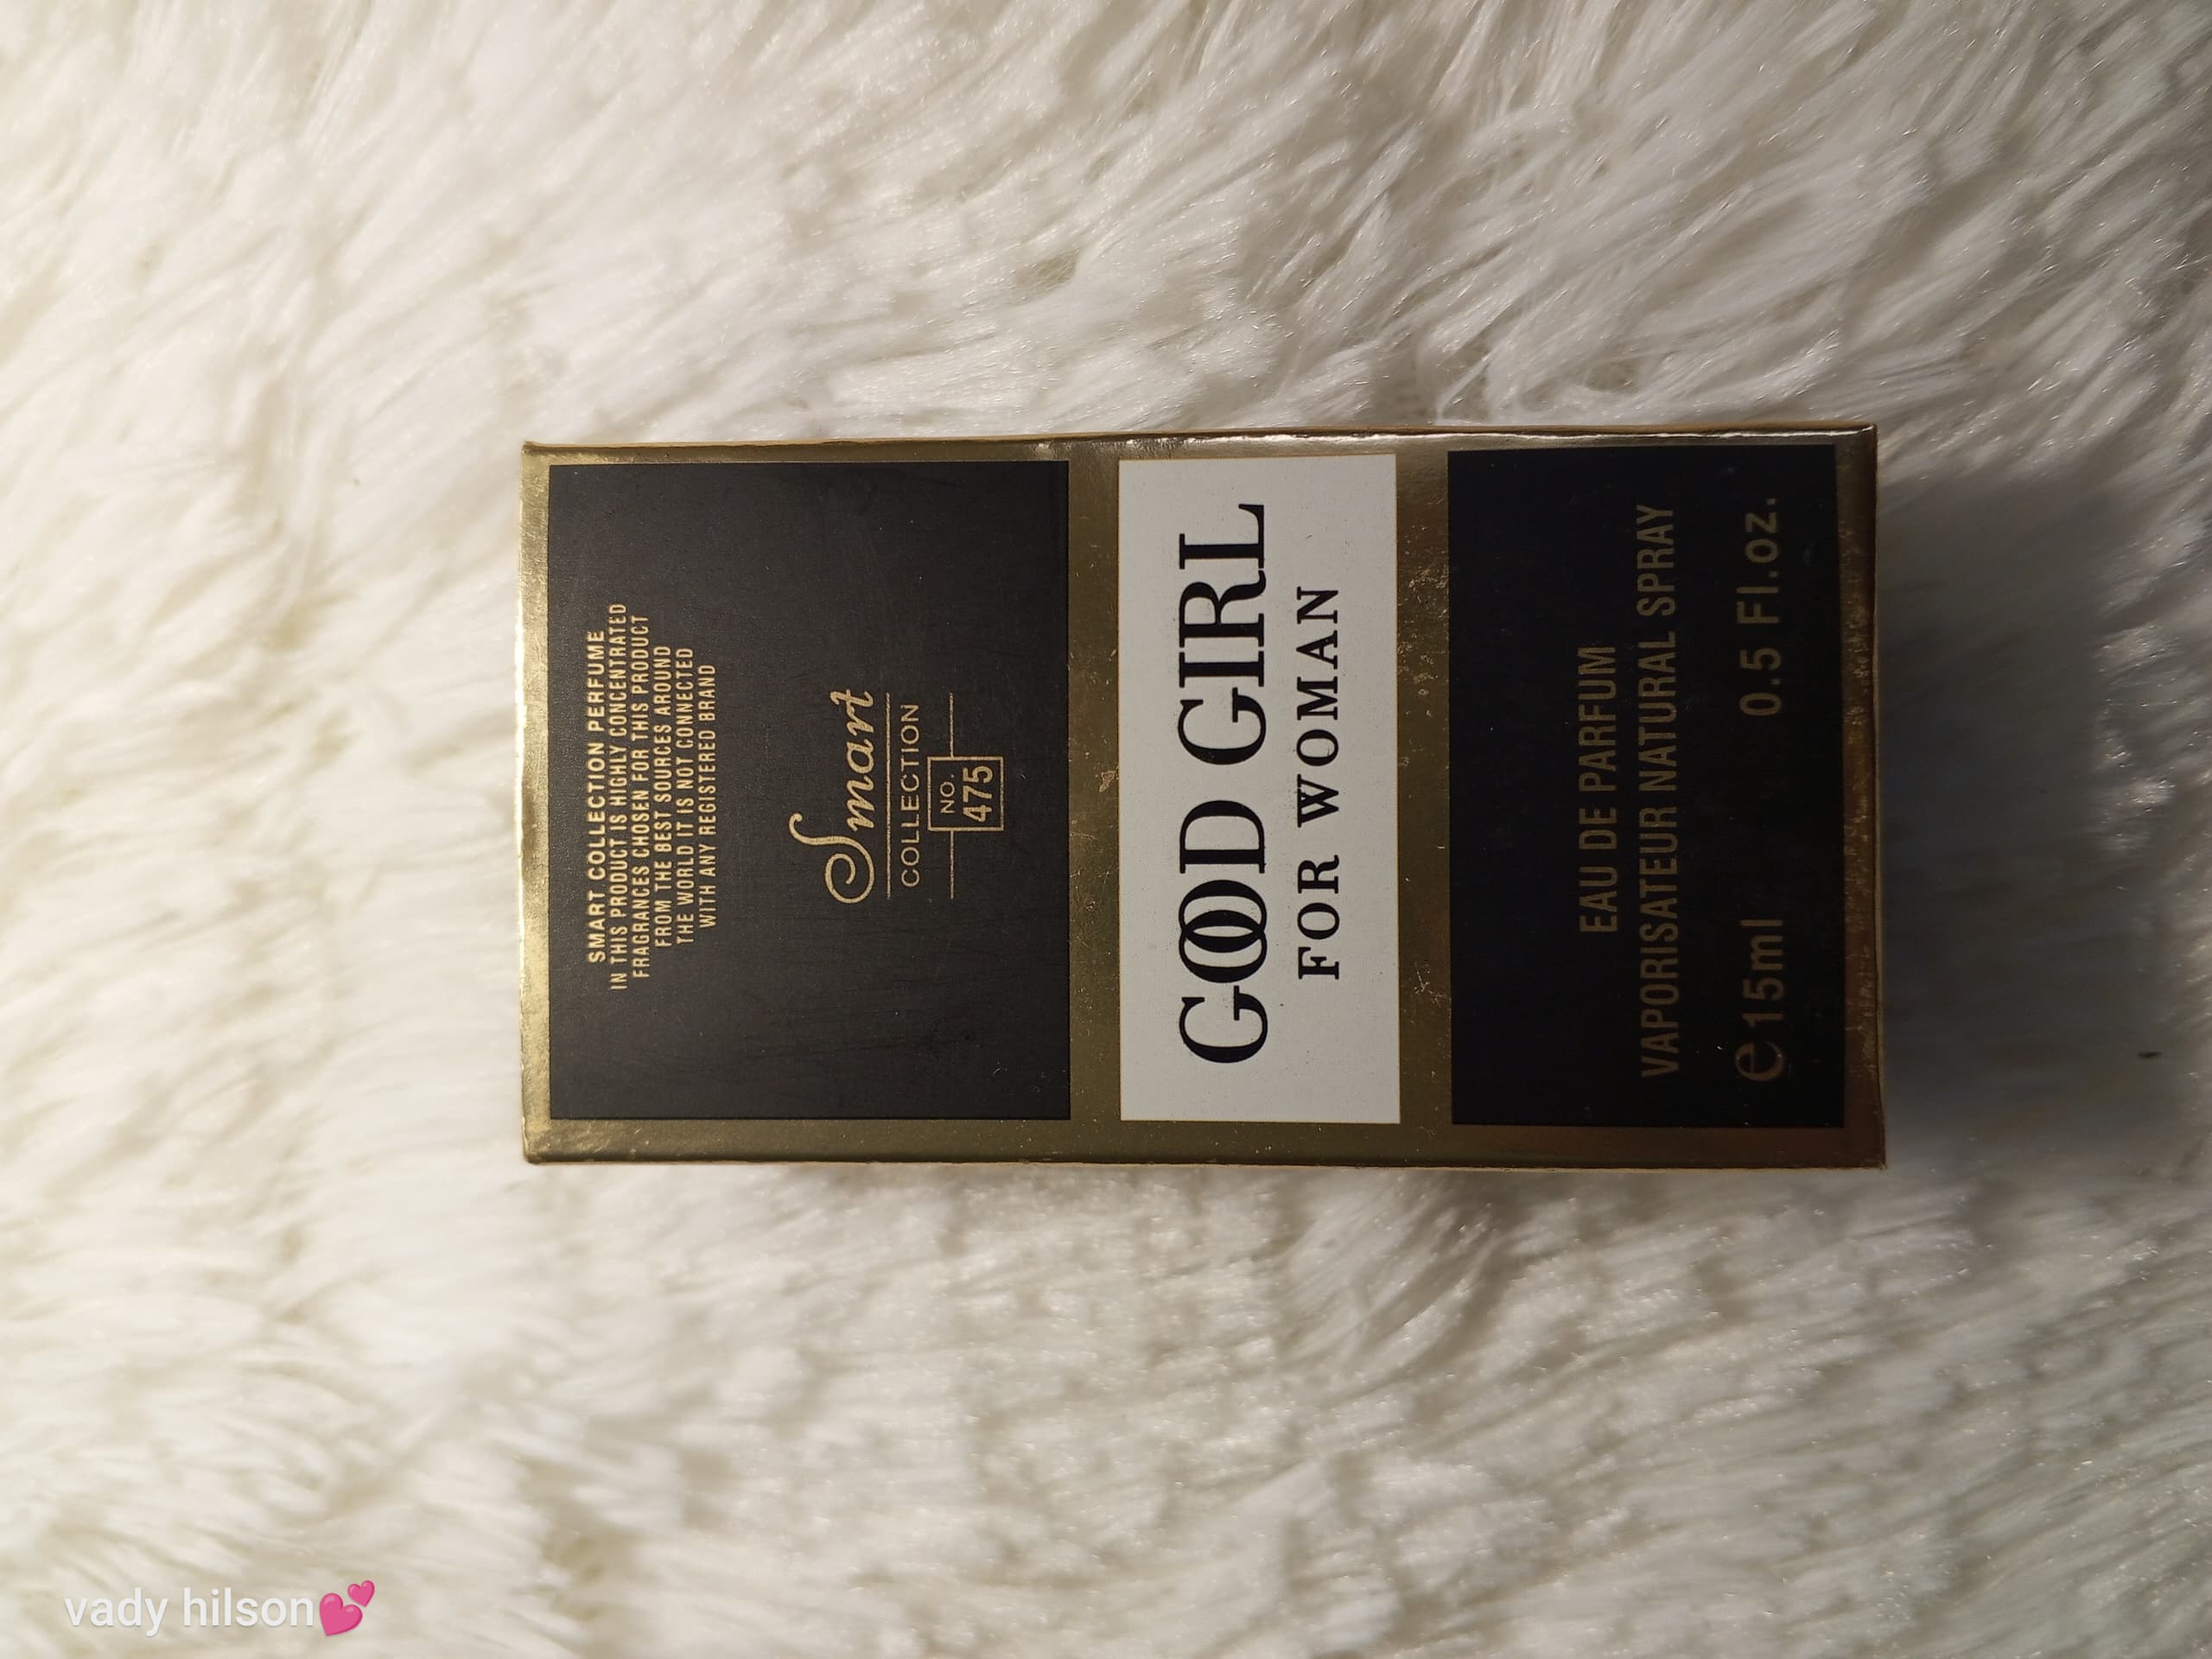 vady hilson💕
SMART COLLECTION PERFUME
IN THIS PRODUCT IS HIGHLY CONCENTRATED
FRAGRANCES CHOSEN FOR THIS PRODUCT
FROM THE BEST SOURCES AROUND
THE WORLD IT IS NOT CONNECTED
WITH ANY REGISTERED BRAND
Smart
COLLECTION
NO.
475
GOOD GIRL
FOR WOMAN
EAU DE PARFUM
VAPORISATEUR NATURAL SPRAY
e 15ml 0.5 Fl.oz.